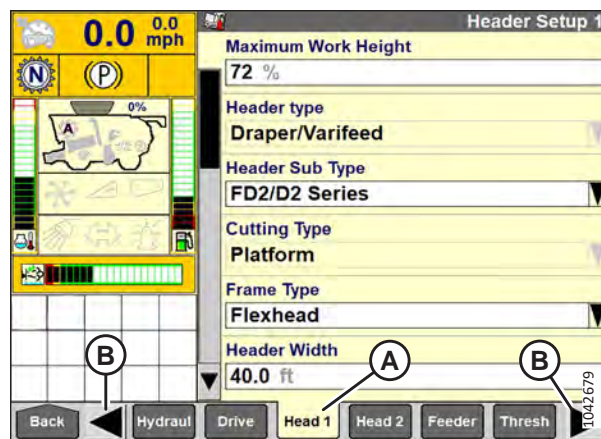 0.0 0.0 mph
N (P)
0%
A
Header Setup 1
Maximum Work Height
72 %
Header type
Draper/Varifeed
Header Sub Type
FD2/D2 Series
Cutting Type
Platform
Frame Type
Flexhead
Header Width
40.0 ft
B A B
Back Hydraul Drive Head 1 Head 2 Feeder Thresh
1042679